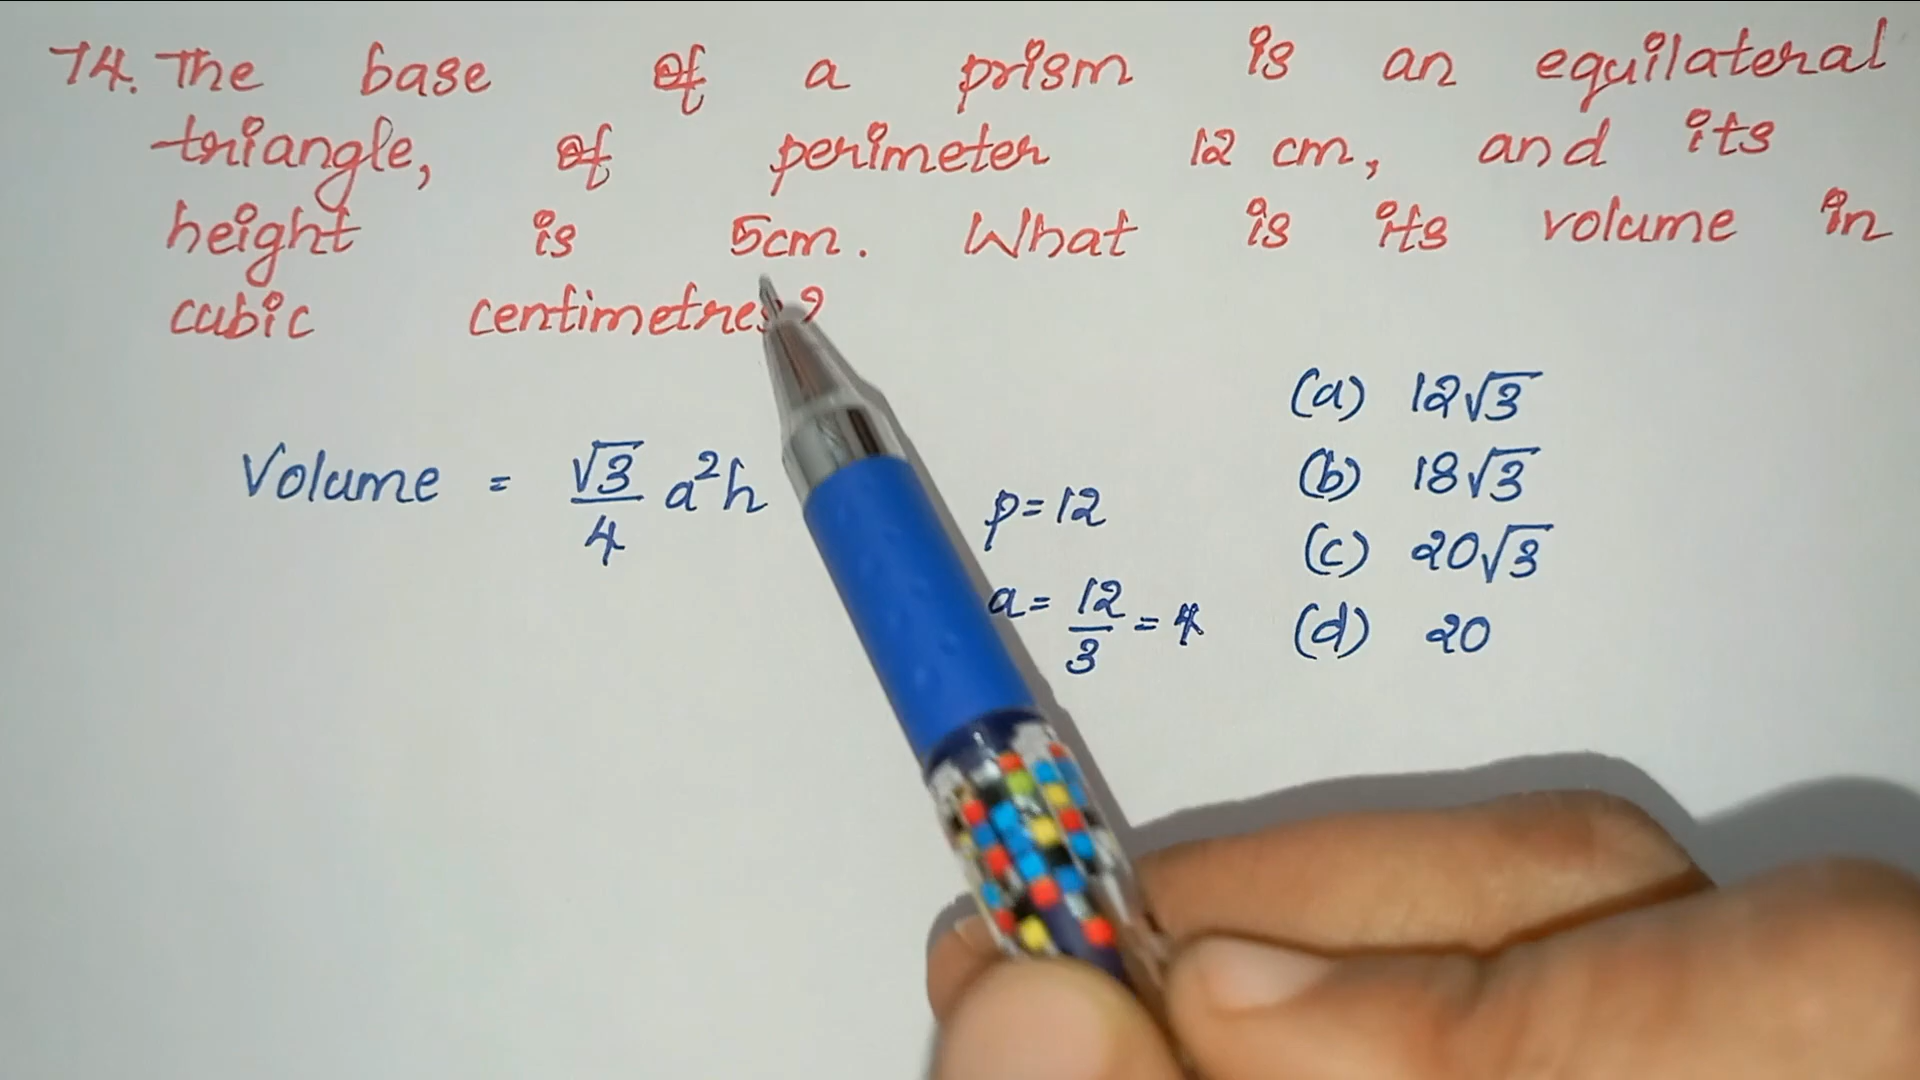 74. The base of a prism is an equilateral
triangle, of perimeter 12 cm, and its
height is 5cm. What is its volume in
cubic centimetres?
Volume = √3/4 a²h
p=12
a= 12/3 = 4
(a) 12√3
(b) 18√3
(c) 20√3
(d) 20